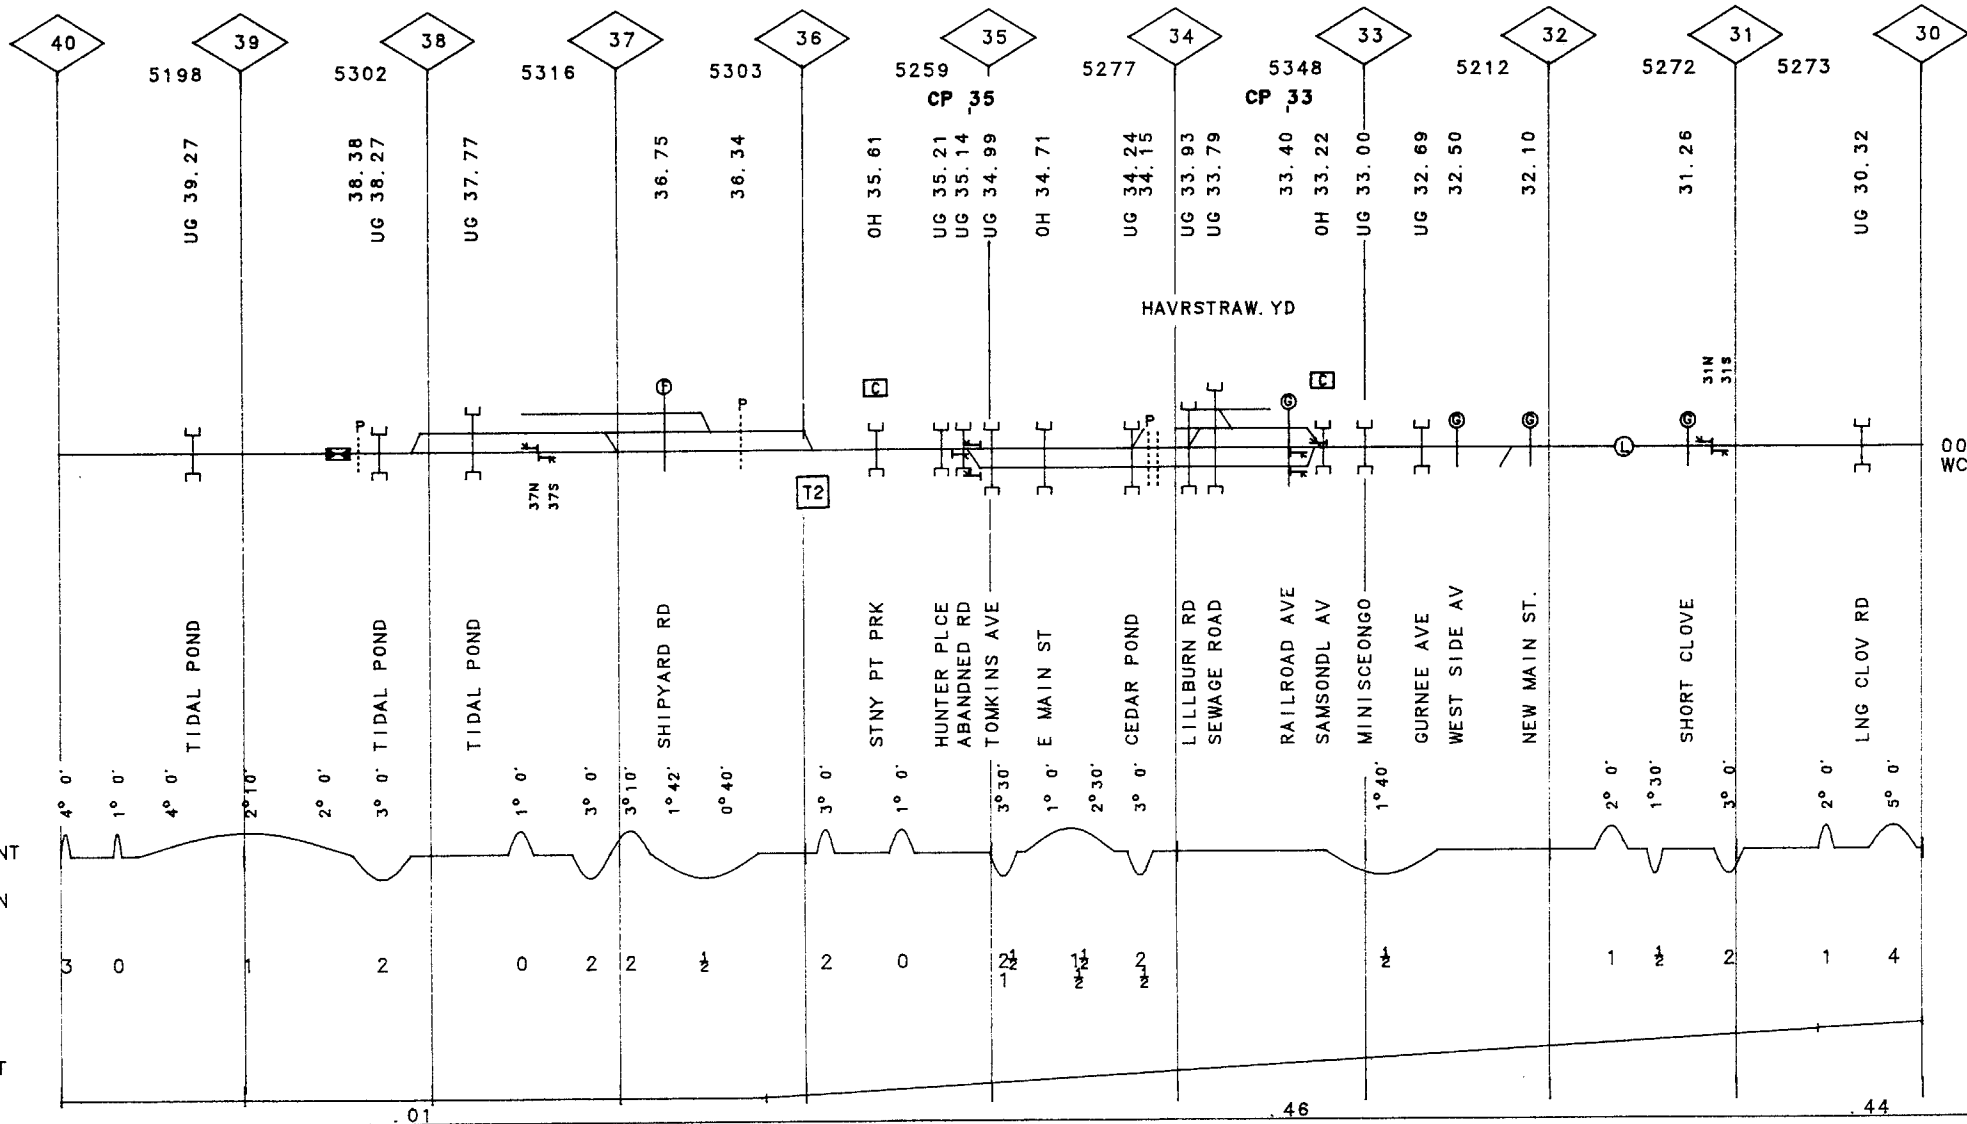 40 39 38 37 36 35 34 33 32 31 30
5198 5302 5316 5303 5259 5277 5348 5212 5272 5273
CP 35 CP 33
UG 39.27
38.38
UG 38.27
UG 37.77
36.75
36.34
OH 35.61
UG 35.21
UG 35.14
UG 34.99
OH 34.71
UG 34.24
34.15
UG 33.93
UG 33.79
33.40
OH 33.22
UG 33.00
UG 32.69
32.50
32.10
31.26
UG 30.32
HAVRSTRAW. YD
31N
31S
F
C
C
P
P
P
G
G
G
G
L
00
WC
37N
37S
T2
TIDAL POND
TIDAL POND
TIDAL POND
SHIPYARD RD
STNY PT PRK
HUNTER PLCE
ABANDNED RD
TOMKINS AVE
E MAIN ST
CEDAR POND
LILLBURN RD
SEWAGE ROAD
RAILROAD AVE
SAMSONDL AV
MINISCEONGO
GURNEE AVE
WEST SIDE AV
NEW MAIN ST.
SHORT CLOVE
LNG CLOV RD
4° 0'
1° 0'
4° 0'
2° 10'
2° 0'
3° 0'
1° 0'
3° 0'
3° 10'
1° 42'
0° 40'
3° 0'
1° 0'
3° 30'
1° 0'
2° 30'
3° 0'
1° 40'
2° 0'
1° 30'
3° 0'
2° 0'
5° 0'
NT
N
3 0 1 2 0 2 2 ½ 2 0 2½ 1½ 2 ½ 1 ½ 2 1 4
1 ½ ½
T
.01 .46 .44